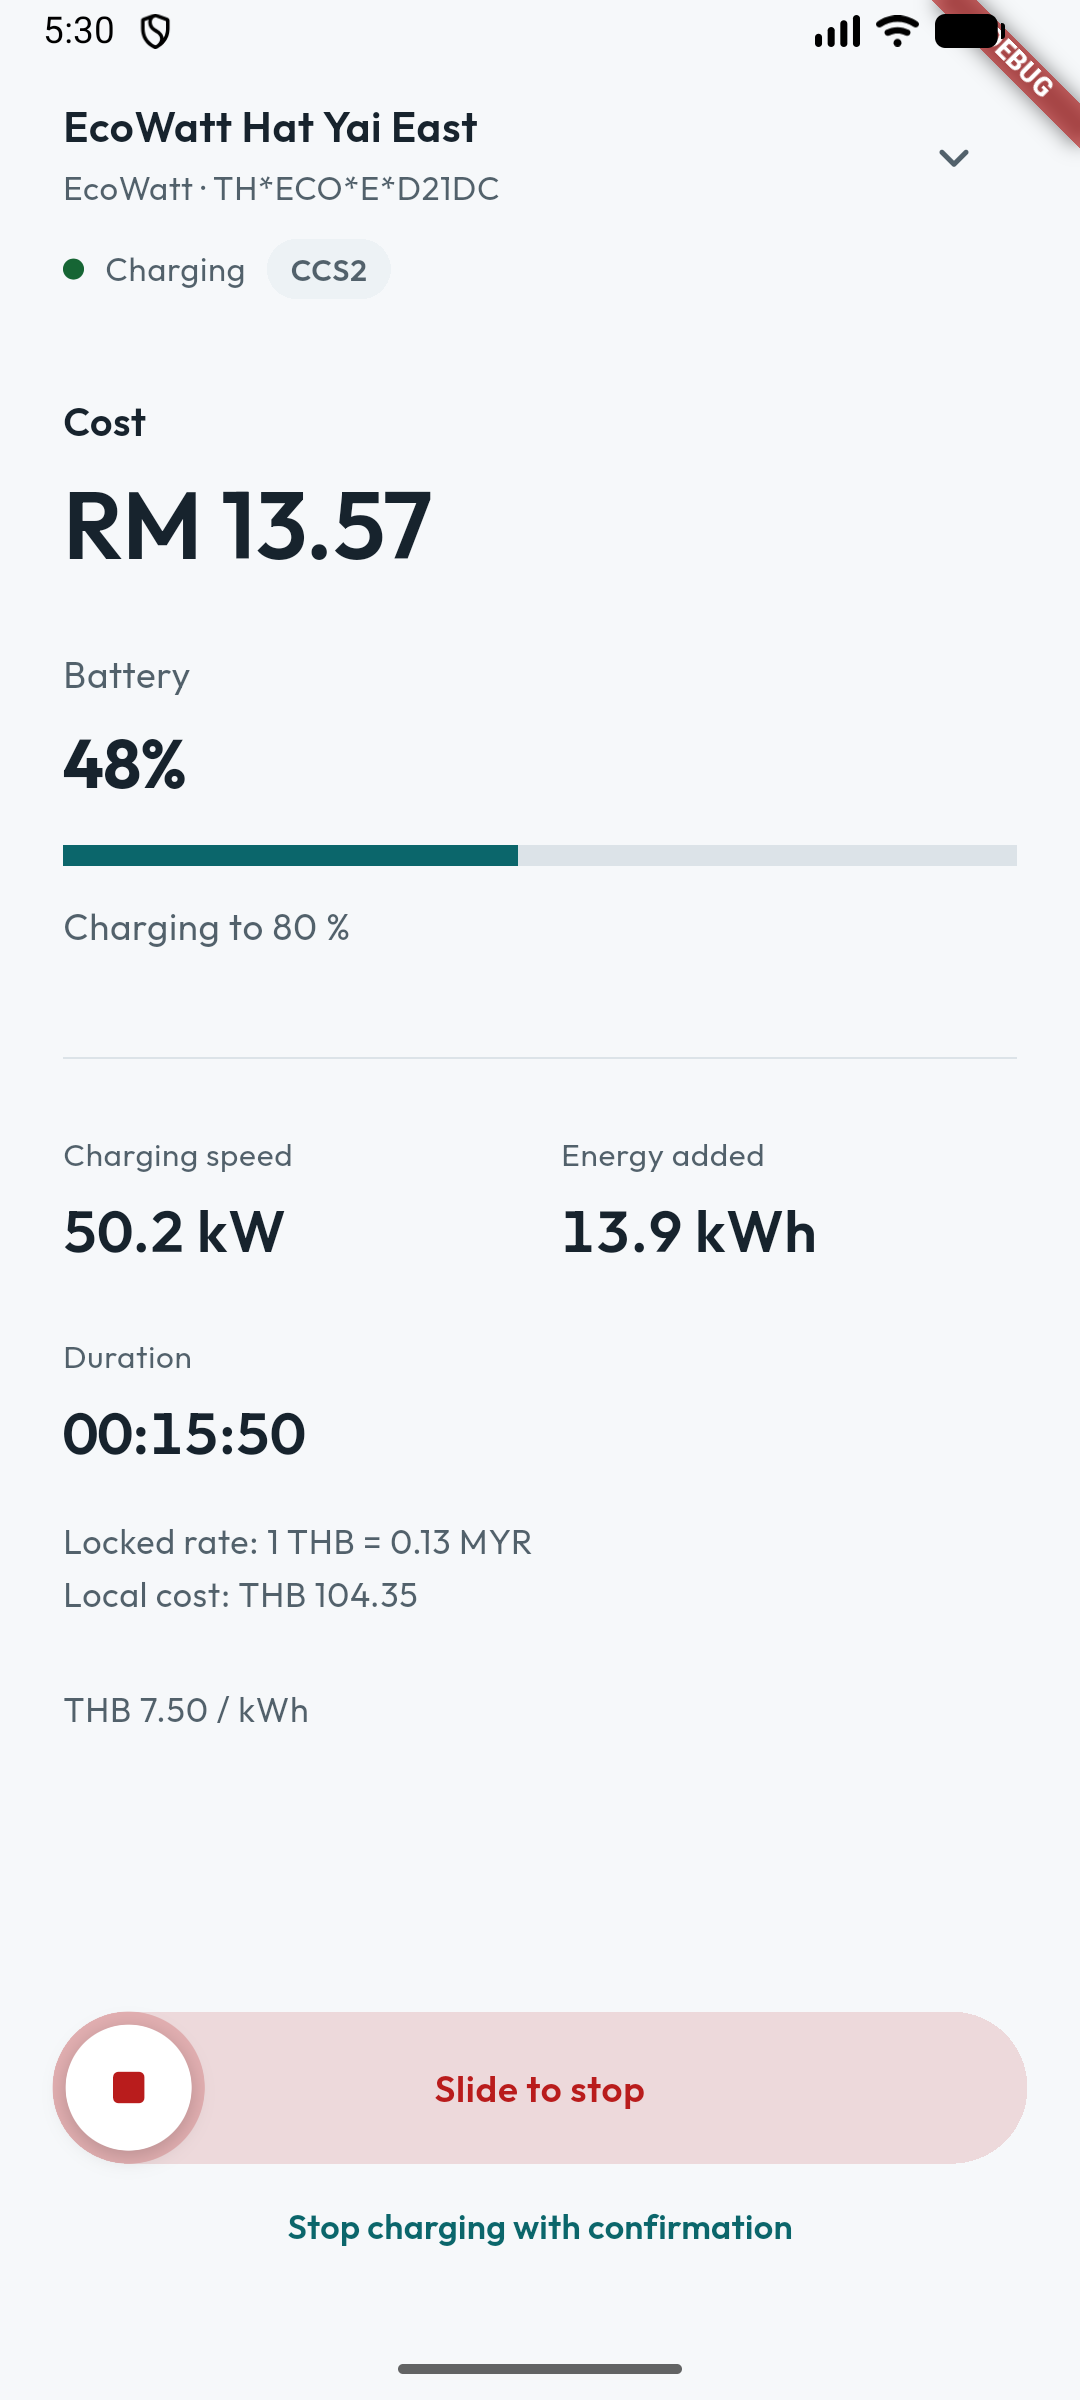 5:30
EBUG
EcoWatt Hat Yai East
EcoWatt · TH*ECO*E*D21DC
Charging
CCS2
Cost
RM 13.57
Battery
48%
Charging to 80 %
Charging speed
Energy added
50.2 kW
13.9 kWh
Duration
00:15:50
Locked rate: 1 THB = 0.13 MYR
Local cost: THB 104.35
THB 7.50 / kWh
Slide to stop
Stop charging with confirmation